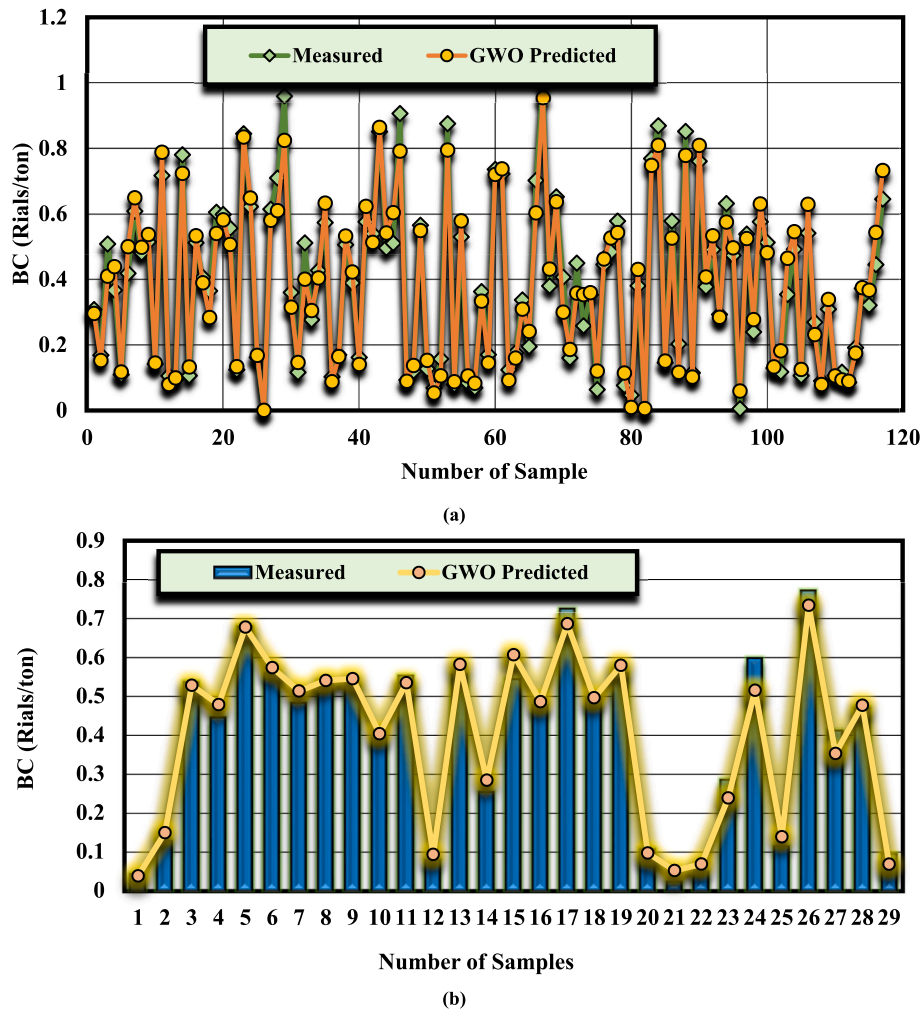 1.2
1
0.8
0.6
0.4
0.2
0
BC (Rials/ton)
Measured GWO Predicted
0 20 40 60 80 100 120
Number of Sample
(a)
0.9
0.8
0.7
0.6
0.5
0.4
0.3
0.2
0.1
0
BC (Rials/ton)
Measured GWO Predicted
1 2 3 4 5 6 7 8 9 10 11 12 13 14 15 16 17 18 19 20 21 22 23 24 25 26 27 28 29
Number of Samples
(b)